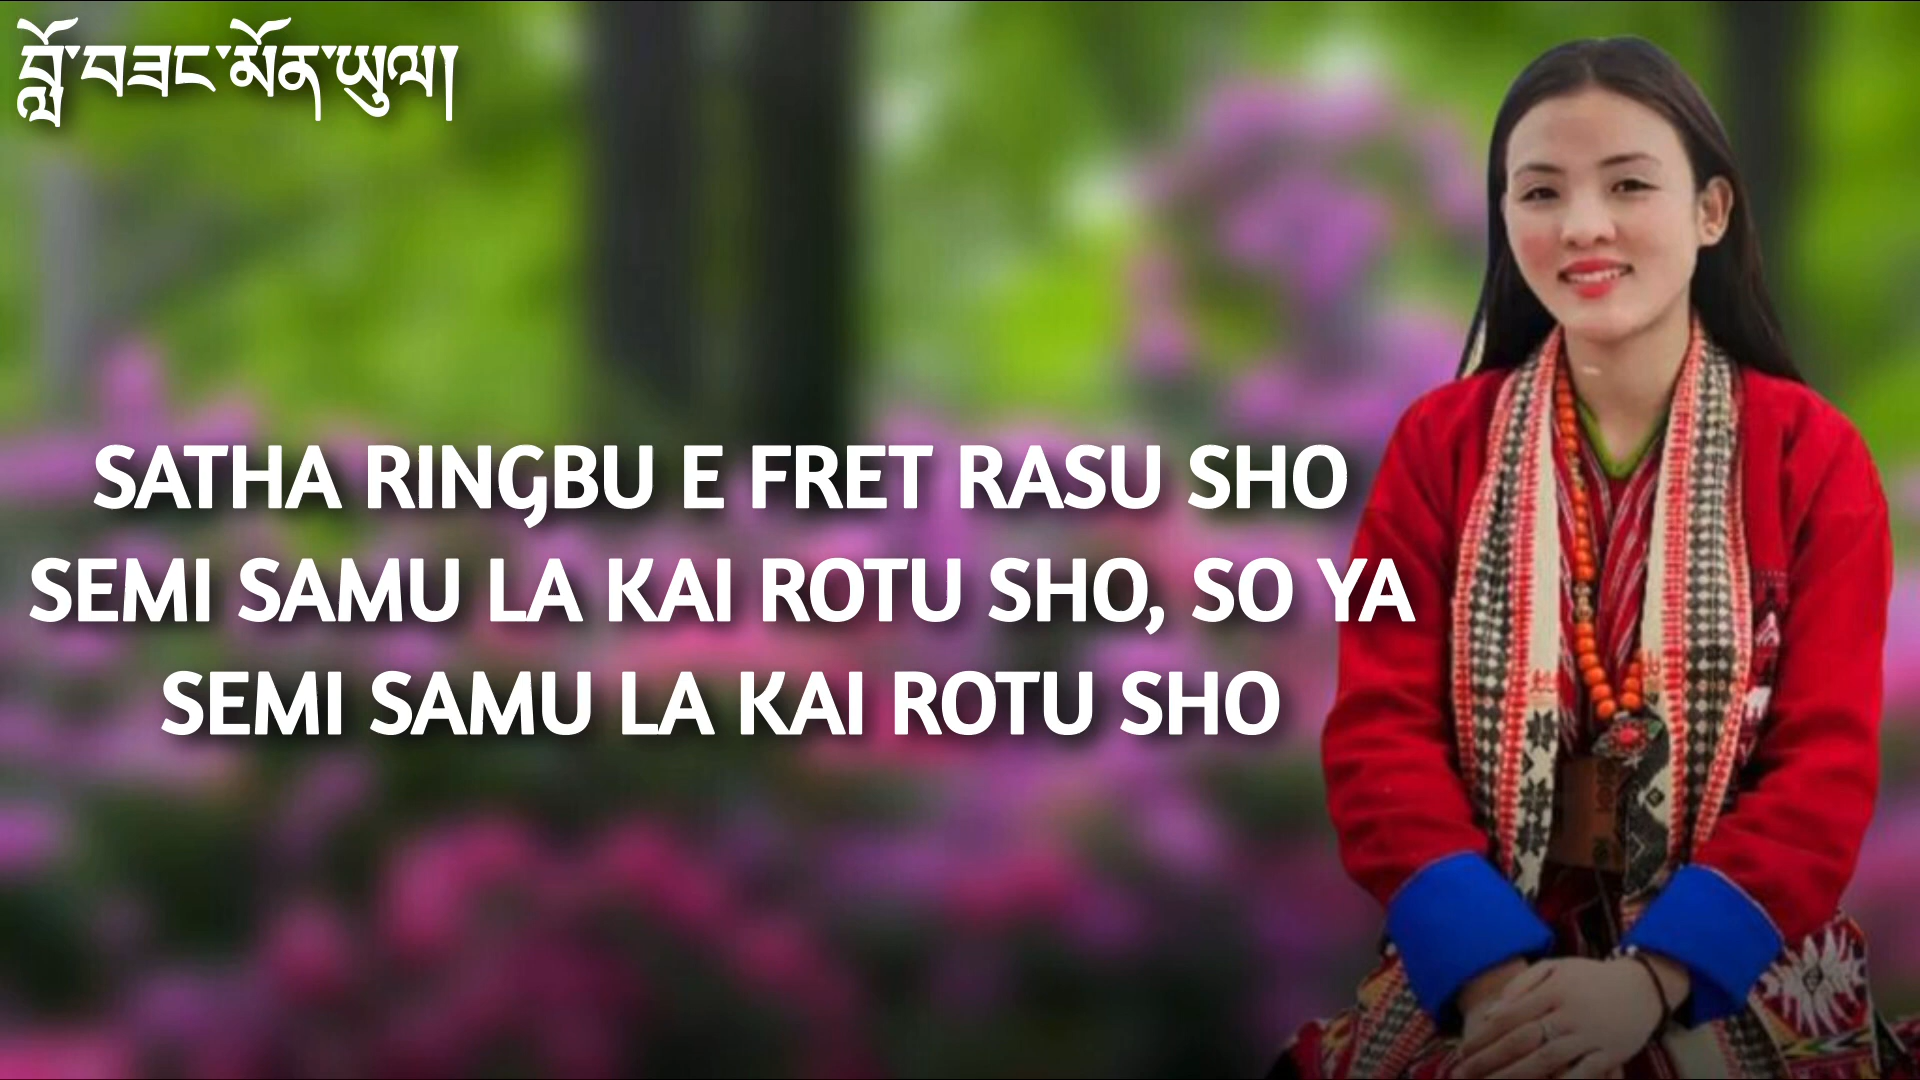 བློ་བཟང་མོན་ཡུལ།
SATHA RINGBU E FRET RASU SHO
SEMI SAMU LA KAI ROTU SHO, SO YA
SEMI SAMU LA KAI ROTU SHO